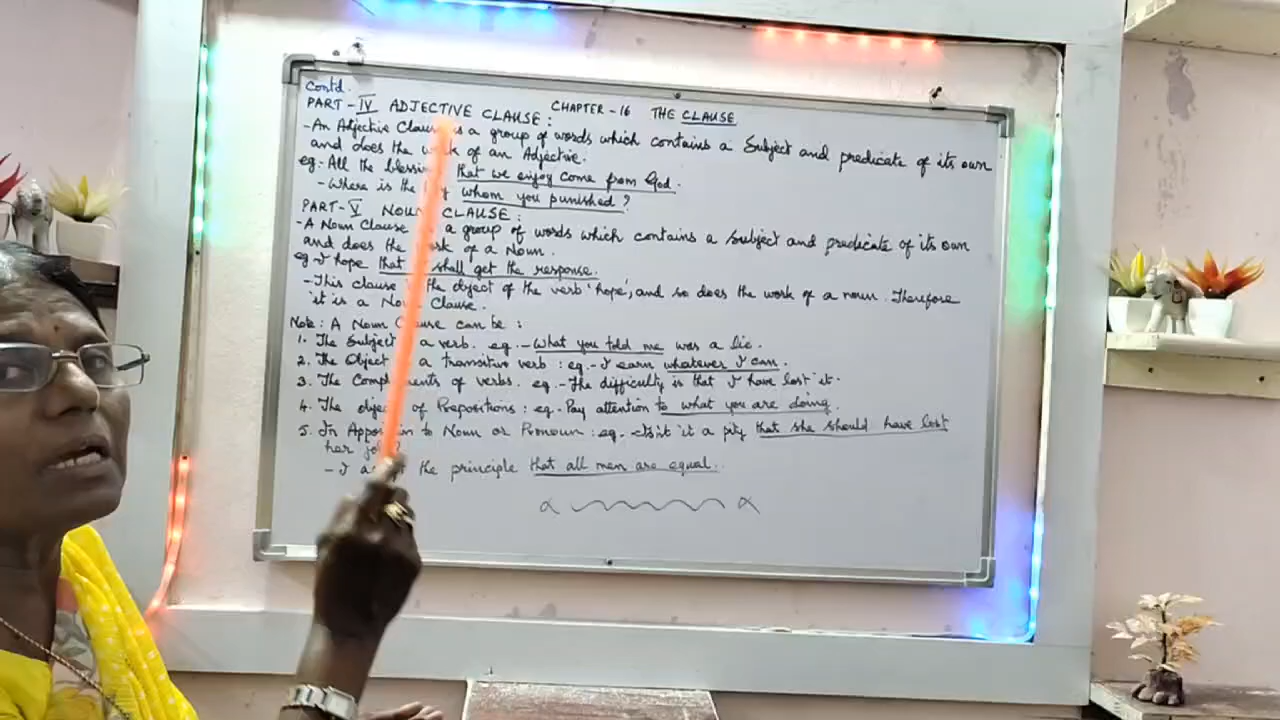 Contd.
PART-IV ADJECTIVE CLAUSE: CHAPTER-16 THE CLAUSE
-An Adjective is a group of words which contains a Subject and predicate of its own
and does the of an Adjective.
eg-All the that we enjoy come from God.
-Where is the whom you punished?
PART-V CLAUSE:
-A Noun Clause a group of words which contains a Subject and predicate of its own
and does the of a Noun.
eg I hope that shall get the response.
-This clause the object of the verb 'hope', and so does the work of a noun. Therefore
it is a Clause.
Note: A Noun can be:
1. The Subject a verb. eg.-What you told me was a lie.
2. The Object a transitive verb: eg.-I earn whatever I can.
3. The of verbs. eg.-The difficulty is that I have lost it.
4. The of Prepositions: eg.-Pay attention to what you are doing.
5. In to Noun or Pronoun: eg.-Isn't it a pity that she should have lost
her
-I the principle that all men are equal.